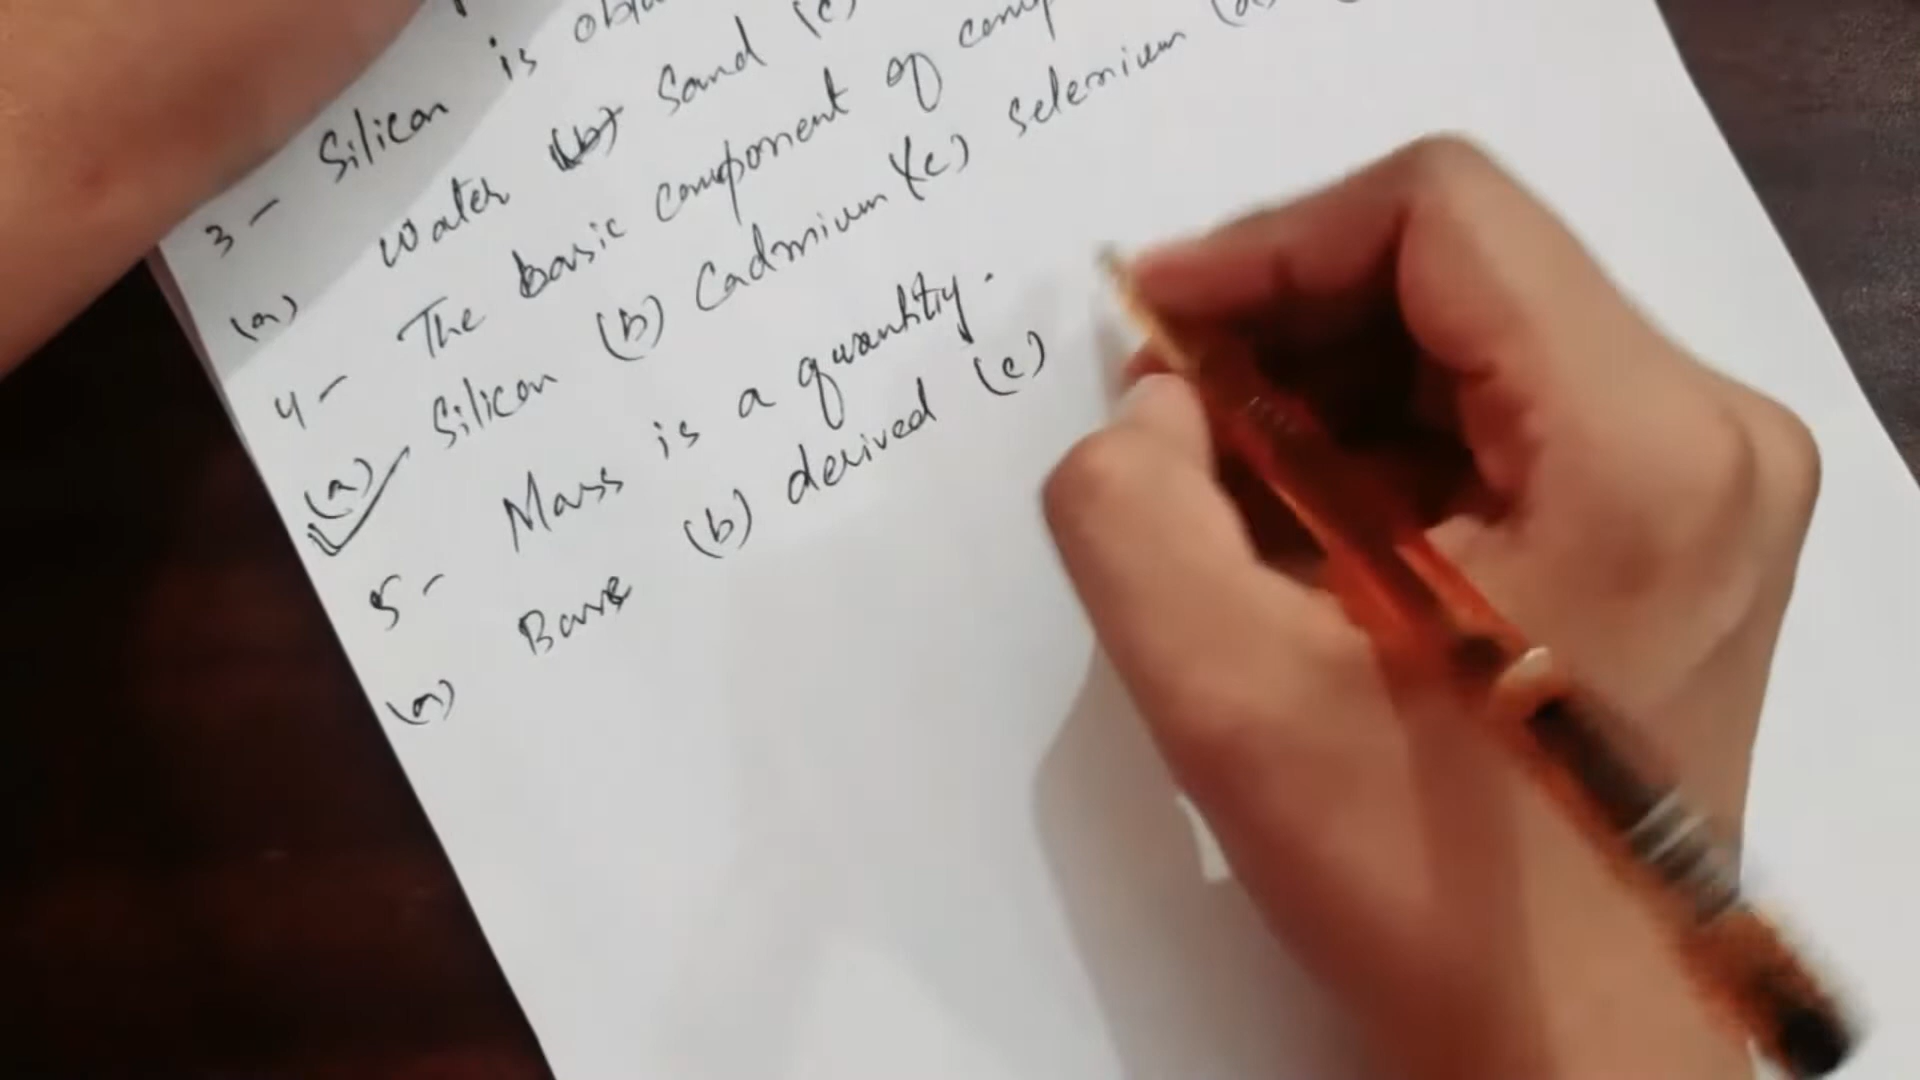 3 - Silicon is
(a) water (b) Sand (c)
4 - The basic component of
(a) Silicon (b) Cadmium (c) selenium
5 - Mass is a quantity.
(a) Base (b) derived (c)